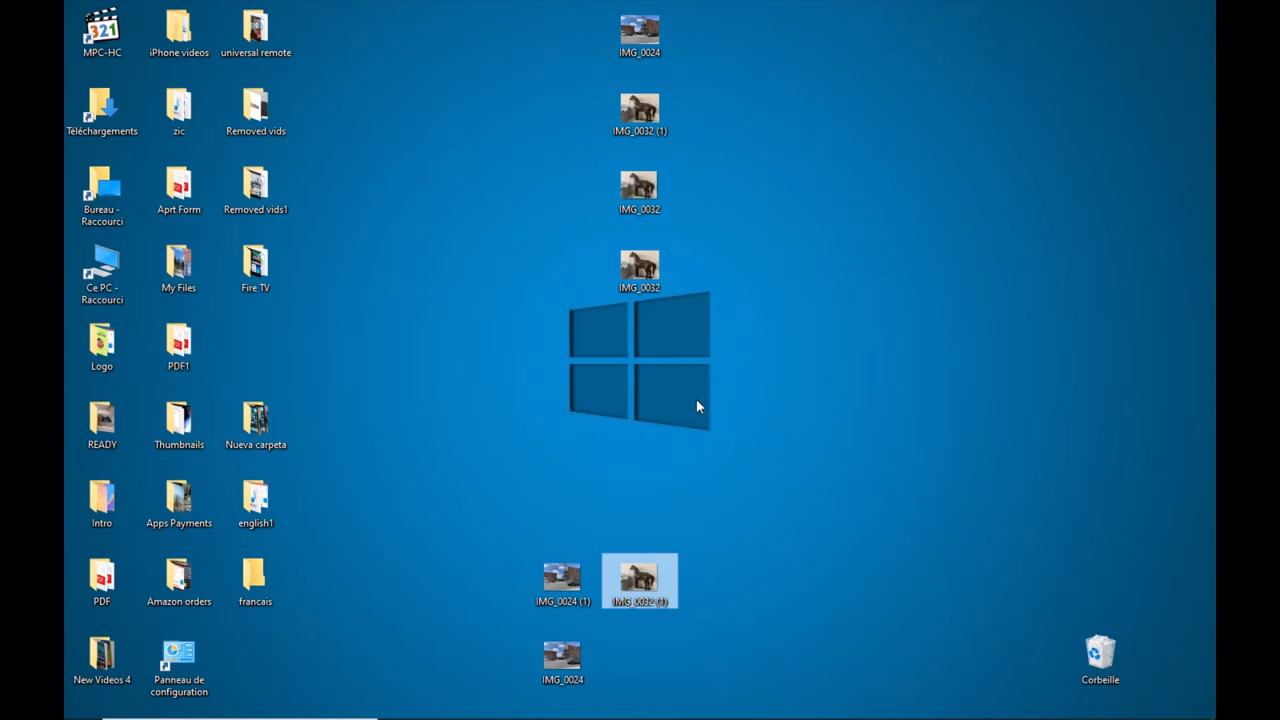 MPC-HC
iPhone videos
universal remote
IMG_0024
Téléchargements
zic
Removed vids
IMG_0032 (1)
Bureau -
Raccourci
Aprt Form
Removed vids1
IMG_0032
Ce PC -
Raccourci
My Files
Fire TV
IMG_0032
Logo
PDF1
READY
Thumbnails
Nueva carpeta
Intro
Apps Payments
english1
PDF
Amazon orders
francais
IMG_0024 (1)
IMG_0032 (1)
New Videos 4
Panneau de
configuration
IMG_0024
Corbeille
321